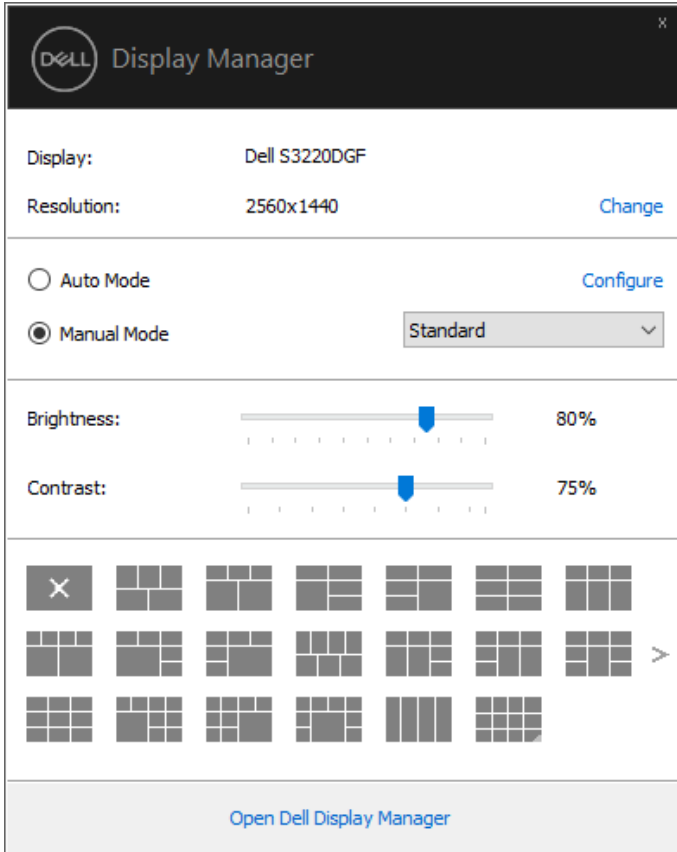 x
DELL Display Manager
Display: Dell S3220DGF
Resolution: 2560x1440 Change
Auto Mode Configure
Manual Mode Standard
Brightness: 80%
Contrast: 75%
>
Open Dell Display Manager